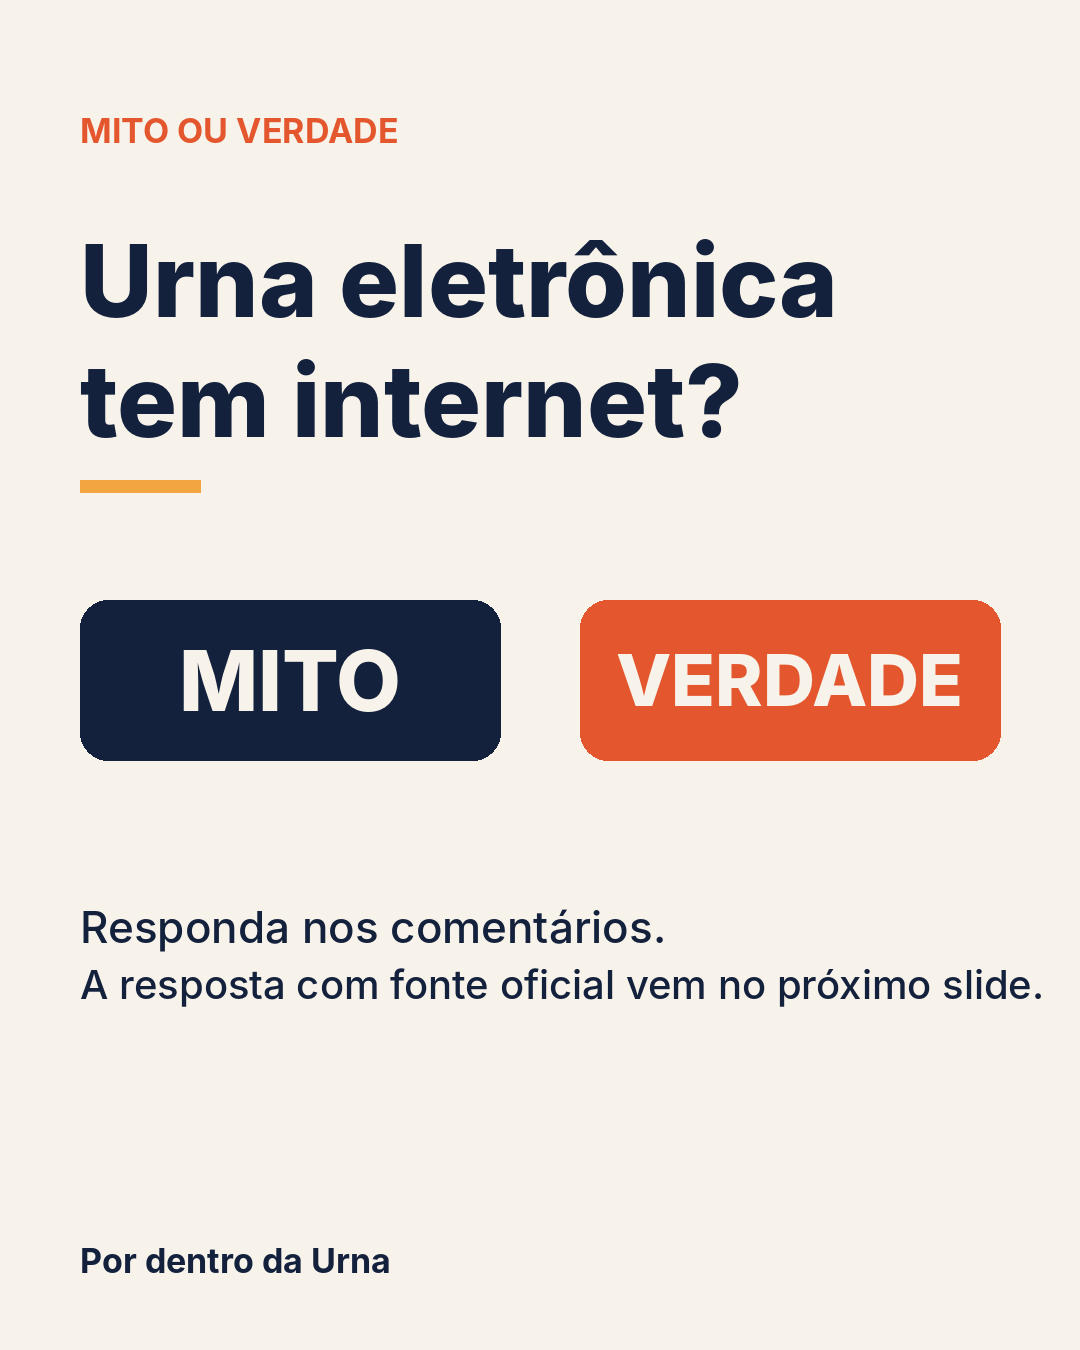 MITO OU VERDADE
Urna eletrônica
tem internet?
MITO
VERDADE
Responda nos comentários.
A resposta com fonte oficial vem no próximo slide.
Por dentro da Urna